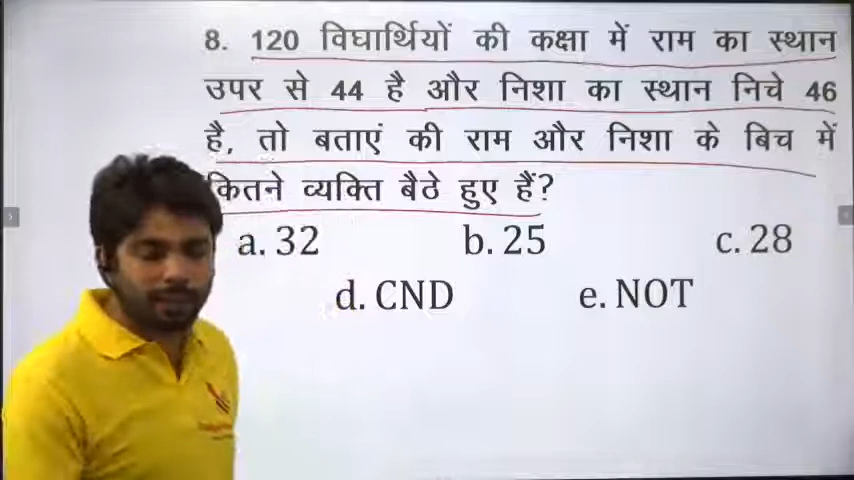 8. 120 विघार्थियों की कक्षा में राम का स्थान
उपर से 44 है और निशा का स्थान निचे 46
है, तो बताएं की राम और निशा के बिच में
कितने व्यक्ति बैठे हुए हैं?
a. 32 b. 25 c. 28
d. CND e. NOT